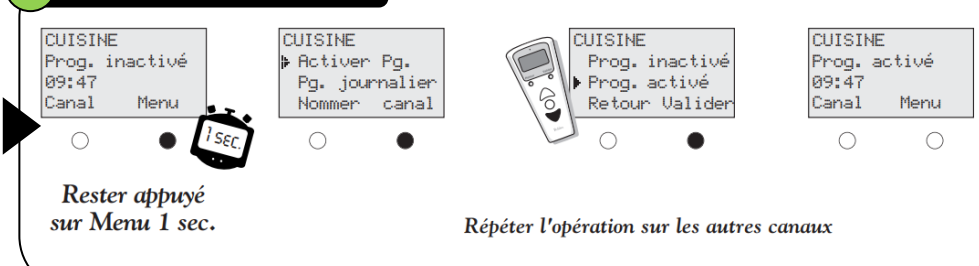 CUISINE
Prog. inactivé
09:47
Canal Menu
1 SEC.
Rester appuyé
sur Menu 1 sec.
CUISINE
Activer Pg.
Pg. journalier
Nommer canal
CUISINE
Prog. inactivé
Prog. activé
Retour Valider
CUISINE
Prog. activé
09:47
Canal Menu
Répéter l'opération sur les autres canaux